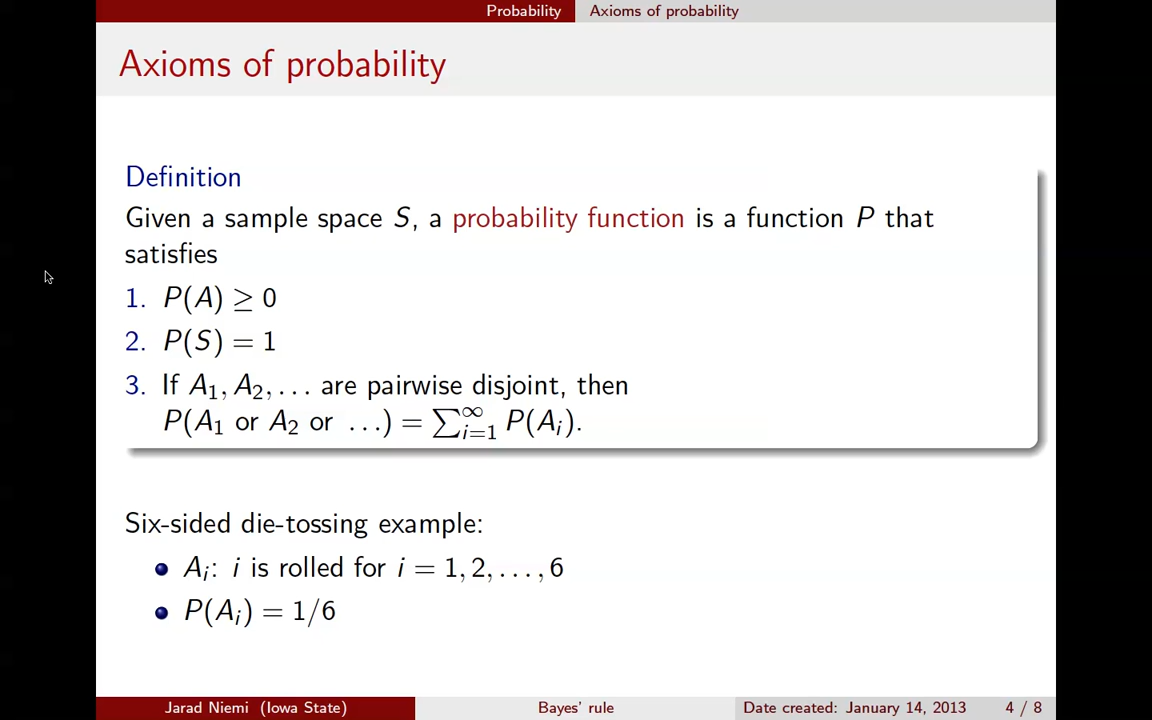 Probability Axioms of probability
Axioms of probability
Definition
Given a sample space S, a probability function is a function P that
satisfies
1. P(A) ≥ 0
2. P(S) = 1
3. If A₁, A₂, . . . are pairwise disjoint, then
P(A₁ or A₂ or . . .) = ∑_{i=1}^{∞} P(Aᵢ).
Six-sided die-tossing example:
Aᵢ: i is rolled for i = 1, 2, . . . , 6
P(Aᵢ) = 1/6
Jarad Niemi (Iowa State) Bayes' rule Date created: January 14, 2013 4 / 8